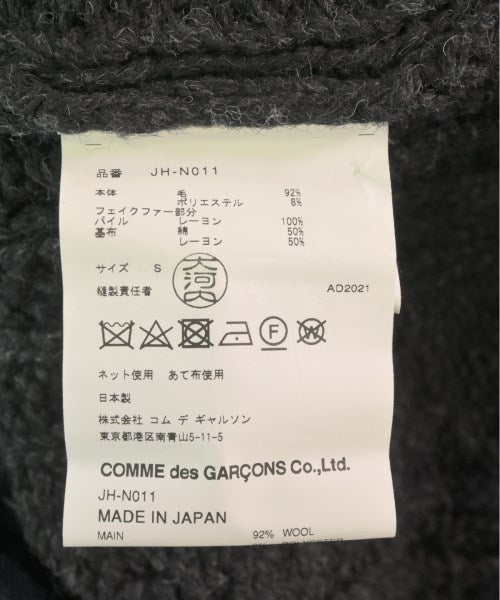 品番 JH-N011
本体 毛 92%
ポリエステル 8%
フェイクファー部分
パイル レーヨン 100%
基布 綿 50%
レーヨン 50%
サイズ S
大河内
縫製責任者 AD2021
F W
ネット使用 あて布使用
日本製
株式会社 コム デ ギャルソン
東京都港区南青山5-11-5
COMME des GARÇONS Co.,Ltd.
JH-N011
MADE IN JAPAN
MAIN 92% WOOL